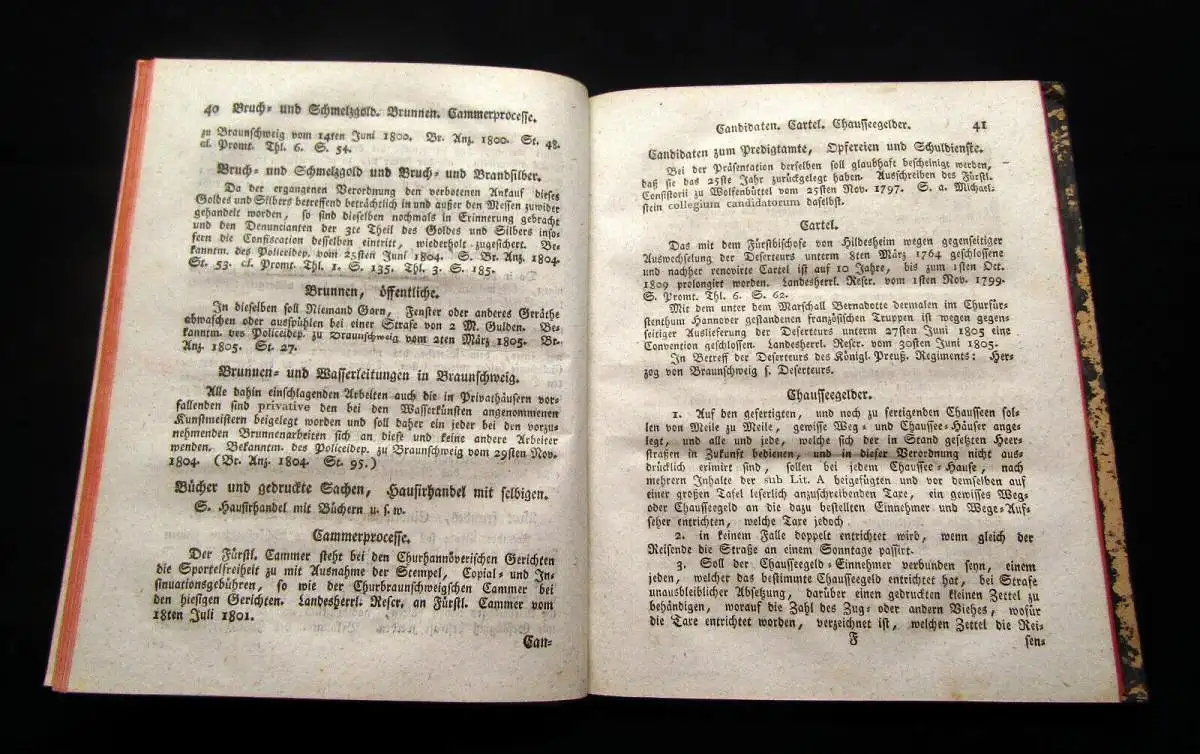 40 Bruch- und Schmelzgold. Brunnen. Cammerprocesse.
zu Braunschweig vom 14ten Juni 1800. Br. Anz. 1800. St. 48.
cl. Promt. Thl. 6. S. 54.
Bruch- und Schmelzgold und Bruch- und Brandsilber.
Da der ergangenen Verordnung den verbotenen Ankauf dieses
Goldes und Silbers betreffend beträchtlich in und außer den Messen zuwider
gehandelt worden, so sind dieselben nochmals in Erinnerung gebracht
und den Denuncianten der 3te Theil des Goldes und Silbers inso-
fern die Confiscation desselben eintritt, wiederholt zugesichert. Be-
kanntm. des Policeidep. vom 25sten Juni 1804. S. Br. Anz. 1804.
St. 53. cl. Promt. Thl. 1. S. 135. Thl. 3. S. 185.
Brunnen, öffentliche.
In dieselben soll Niemand Garn, Fenster oder anderes Geräthe
abwaschen oder ausspühlen bei einer Strafe von 2 M. Gulden. Be-
kanntm. des Policeidep. zu Braunschweig vom 2ten März 1805. Br.
Anz. 1805. St. 27.
Brunnen- und Wasserleitungen in Braunschweig.
Alle dahin einschlagenden Arbeiten auch die in Privathäusern vor-
fallenden sind privative den bei den Wasserkünsten angenommenen
Kunstmeistern beigelegt worden und soll daher ein jeder bei den vorzu-
nehmenden Brunnenarbeiten sich an diese und keine andere Arbeiter
wenden. Bekanntm. des Policeidep. zu Braunschweig vom 29sten Nov.
1804. (Br. Anz. 1804. St. 95.)
Bücher und gedruckte Sachen, Hausirhandel mit selbigen.
S. Hausirhandel mit Büchern u. s. w.
Cammerprocesse.
Der Fürstl. Cammer steht bei den Churhannöverischen Gerichten
die Sportelfreiheit zu mit Ausnahme der Stempel, Copial- und In-
sinuationsgebühren, so wie der Churbraunschweigschen Cammer bei
den hiesigen Gerichten. Landesherrl. Rescr. an Fürstl. Cammer vom
18ten Juli 1801.
Can-
Candidaten. Cartel. Chausseegelder. 41
Candidaten zum Predigtamte, Opfereien und Schuldienste.
Bei der Präsentation derselben soll glaubhaft bescheinigt werden,
daß sie das 25ste Jahr zurückgelegt haben. Ausschreiben des Fürstl.
Consistorii zu Wolfenbüttel vom 25sten Nov. 1797. S. a. Michael-
stein collegium candidatorum daselbst.
Cartel.
Das mit dem Fürstbischofe von Hildesheim wegen gegenseitiger
Auswechselung der Deserteurs unterm 8ten März 1764 geschlossene
und nachher renovirte Cartel ist auf 10 Jahre, bis zum 1sten Oct.
1809 prolongirt worden. Landesherrl. Rescr. vom 1sten Nov. 1799.
S. Promt. Thl. 6. S. 62.
Mit dem unter dem Marschall Bernadotte dermalen im Churfür-
stenthum Hannover gestandenen französischen Truppen ist wegen gegen-
seitiger Auslieferung der Deserteurs unterm 27sten Juni 1805 eine
Convention geschlossen. Landesherrl. Rescr. vom 30sten Juni 1805.
In Betreff der Deserteurs des Königl. Preuß. Regiments: Her-
zog von Braunschweig s. Deserteurs.
Chausseegelder.
1. Auf den gefertigten, und noch zu fertigenden Chausseen sol-
len von Meile zu Meile, gewisse Weg- und Chaussee-Häuser ange-
legt, und alle und jede, welche sich der in Stand gesetzten Heer-
straßen in Zukunft bedienen, und in dieser Verordnung nicht aus-
drücklich eximirt sind, sollen bei jedem Chaussee-Hause, nach
mehrern Inhalte der sub Lit. A beigefügten und vor demselben auf
einer großen Tafel leserlich anzuschreibenden Taxe, ein gewisses Weg-
oder Chausseegeld an die dazu bestellten Einnehmer und Wege-Auf-
seher entrichten, welche Taxe jedoch
2. in keinem Falle doppelt entrichtet wird, wenn gleich der
Reisende die Straße an einem Sonntage passirt.
3. Soll der Chausseegeld-Einnehmer verbunden seyn, einem
jeden, welcher das bestimmte Chausseegeld entrichtet hat, bei Strafe
unausbleiblicher Absetzung, darüber einen gedruckten kleinen Zettel zu
behändigen, worauf die Zahl des Zug- oder andern Viehes, wofür
die Taxe entrichtet worden, verzeichnet ist, welchen Zettel die Rei-
F sen-